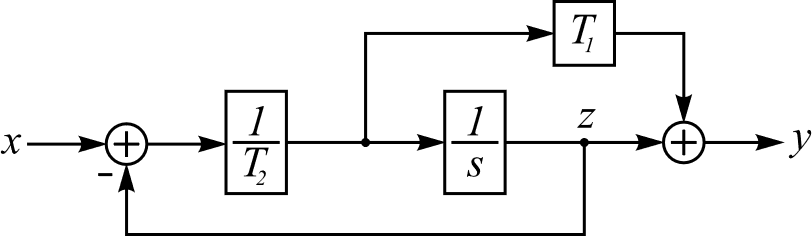 T₁
x + 1/T₂ 1/s z + y
-